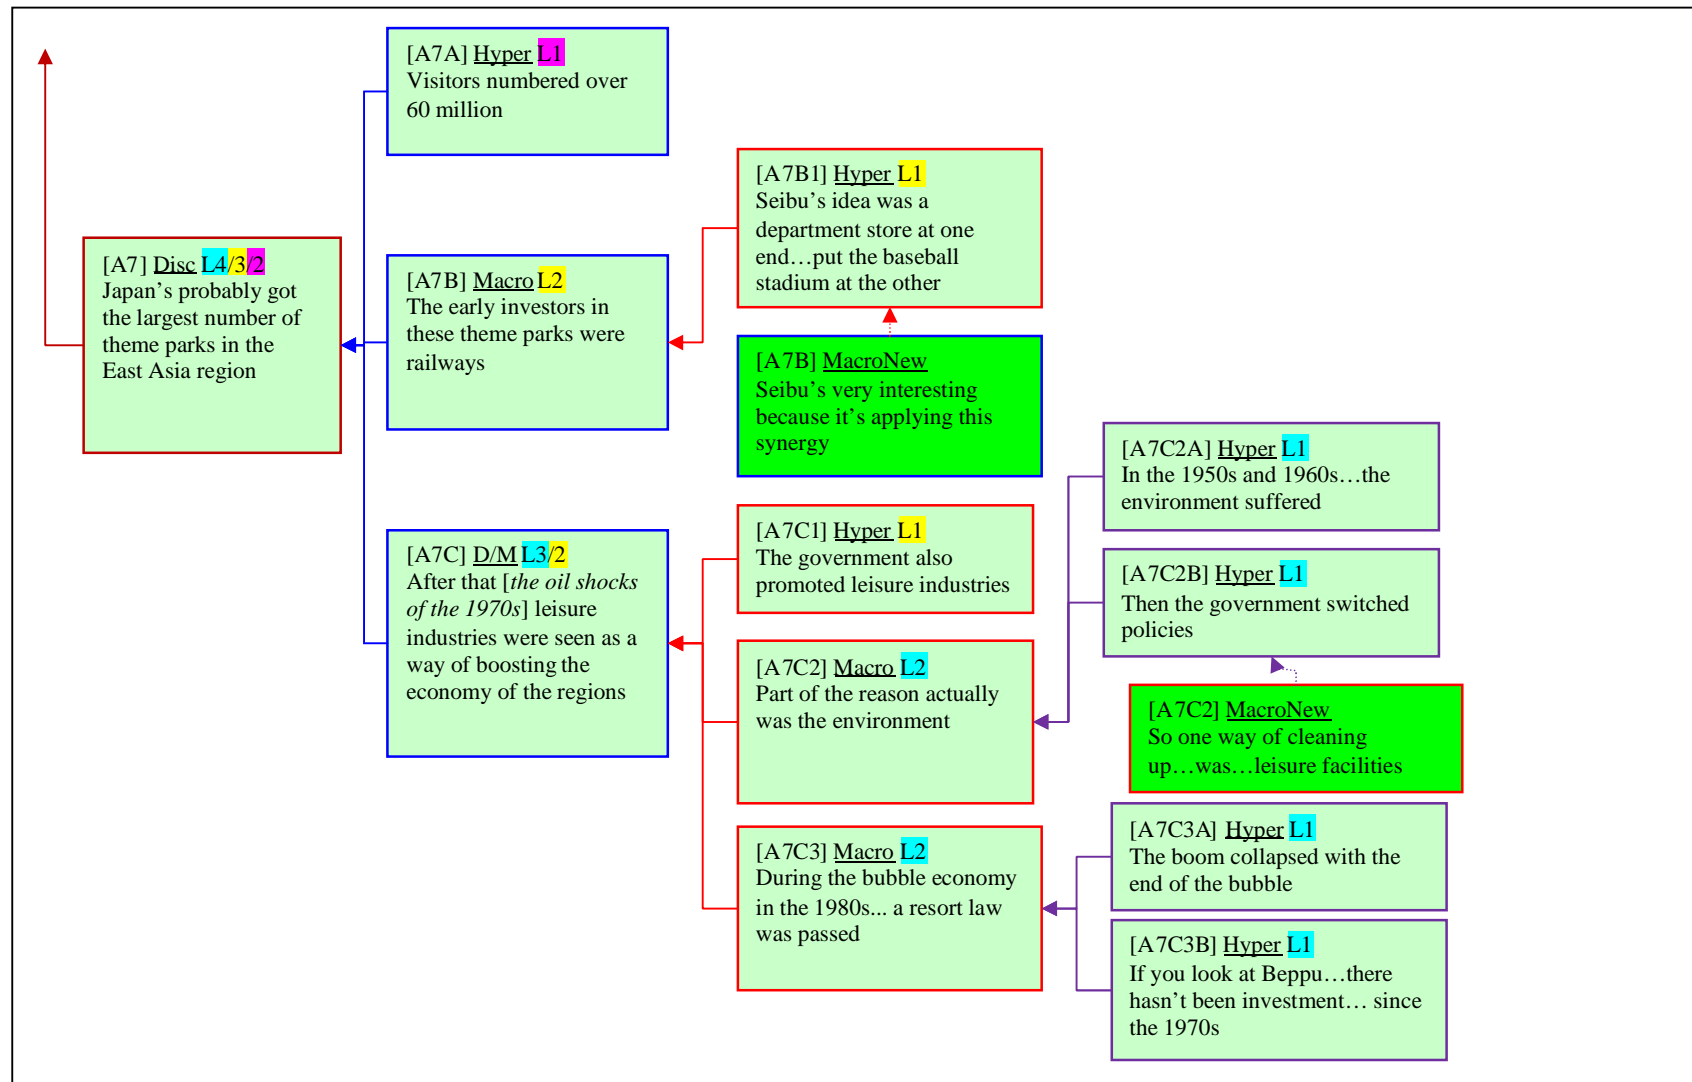 [A7A] Hyper L1
Visitors numbered over
60 million
[A7B1] Hyper L1
Seibu’s idea was a
department store at one
end…put the baseball
stadium at the other
[A7] Disc L4/3/2
Japan’s probably got
the largest number of
theme parks in the
East Asia region
[A7B] Macro L2
The early investors in
these theme parks were
railways
[A7B] MacroNew
Seibu’s very interesting
because it’s applying this
synergy
[A7C2A] Hyper L1
In the 1950s and 1960s…the
environment suffered
[A7C] D/M L3/2
After that [the oil shocks
of the 1970s] leisure
industries were seen as a
way of boosting the
economy of the regions
[A7C1] Hyper L1
The government also
promoted leisure industries
[A7C2B] Hyper L1
Then the government switched
policies
[A7C2] Macro L2
Part of the reason actually
was the environment
[A7C2] MacroNew
So one way of cleaning
up…was…leisure facilities
[A7C3] Macro L2
During the bubble economy
in the 1980s... a resort law
was passed
[A7C3A] Hyper L1
The boom collapsed with the
end of the bubble
[A7C3B] Hyper L1
If you look at Beppu…there
hasn’t been investment… since
the 1970s